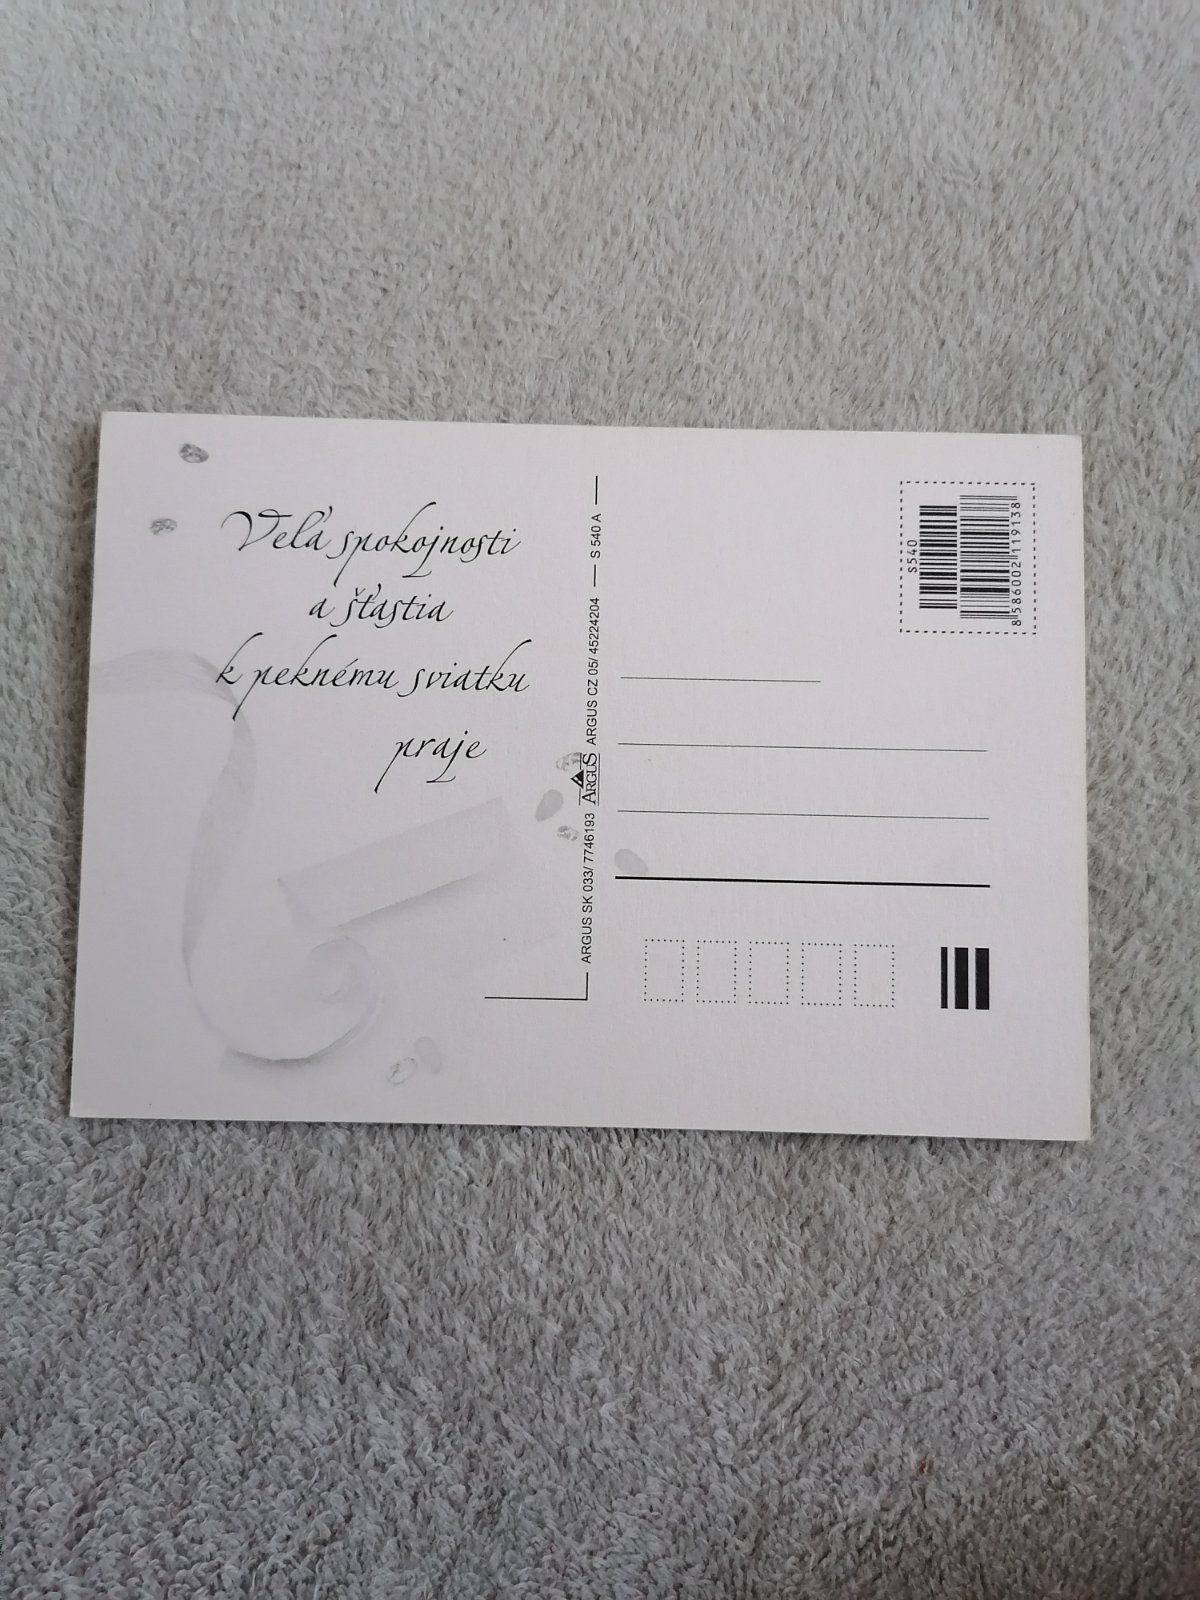 Veľa spokojnosti
a šťastia
k peknému sviatku
praje
ARGUS SK 033/ 7746193 ARGUS ARGUS CZ 05/ 45224204 S 540 A
S540
8 586002 119138